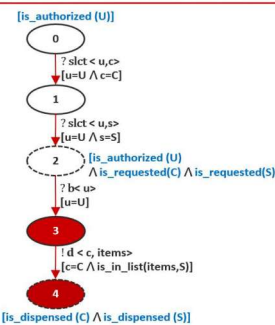 [is_authorized (U)]
0
? slct < u,c>
[u=U Λ c=C]
1
? slct < u,s>
[u=U Λ s=S]
2
[is_authorized (U)
Λ is_requested(C) Λ is_requested(S)
? b< u>
[u=U]
3
! d < c, items>
[c=C Λ is_in_list(items,S)]
4
[is_dispensed (C) Λ is_dispensed (S)]